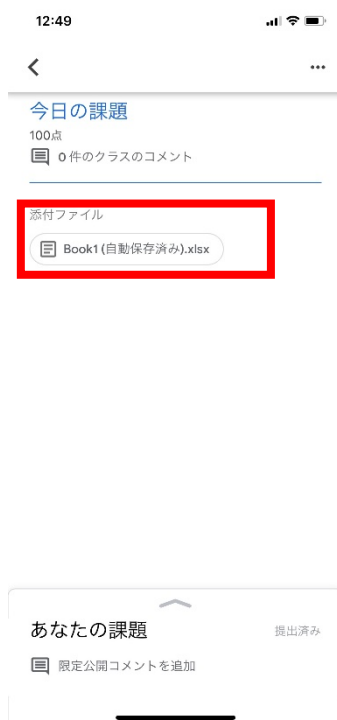 12:49
今日の課題
100点
0 件のクラスのコメント
添付ファイル
Book1 (自動保存済み).xlsx
あなたの課題
提出済み
限定公開コメントを追加